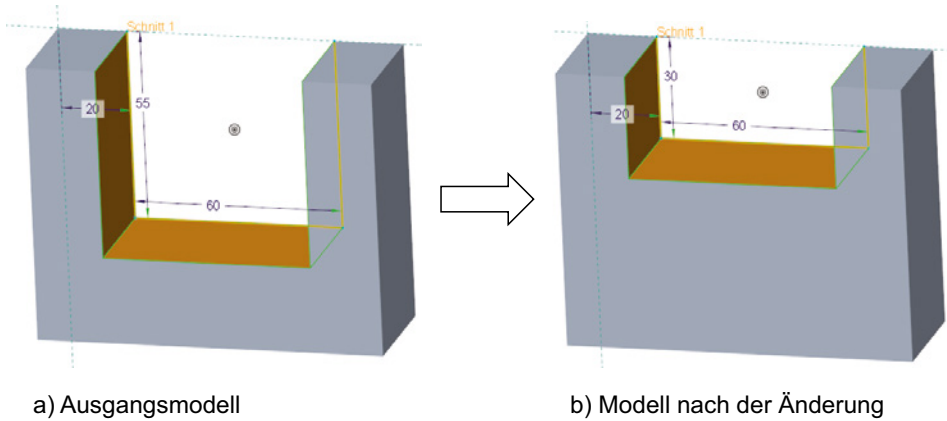 Schnitt 1
20
55
60
Schnitt 1
20
30
60
a) Ausgangsmodell
b) Modell nach der Änderung